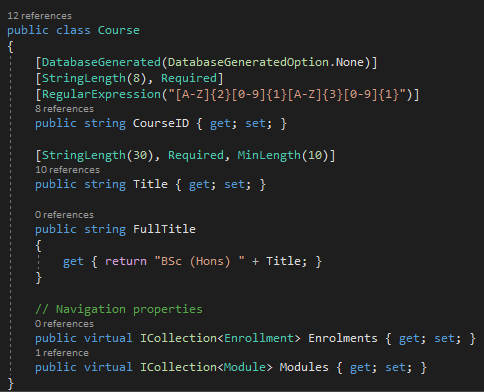 12 references
public class Course
{
[DatabaseGenerated(DatabaseGeneratedOption.None)]
[StringLength(8), Required]
[RegularExpression("[A-Z]{2}[0-9]{1}[A-Z]{3}[0-9]{1}")]
8 references
public string CourseID { get; set; }
[StringLength(30), Required, MinLength(10)]
10 references
public string Title { get; set; }
0 references
public string FullTitle
{
get { return "BSc (Hons) " + Title; }
}
// Navigation properties
0 references
public virtual ICollection<Enrollment> Enrolments { get; set; }
1 reference
public virtual ICollection<Module> Modules { get; set; }
}